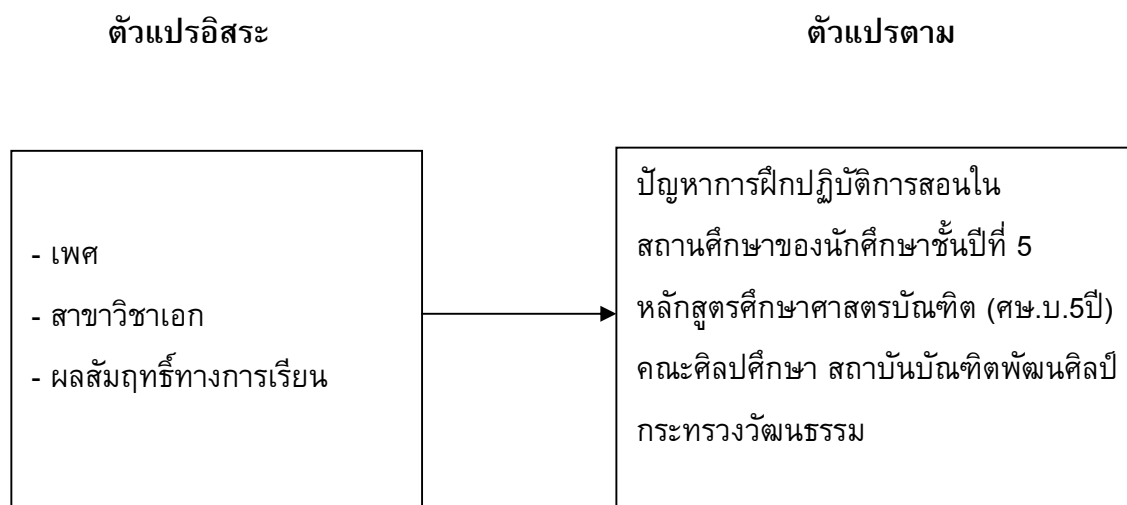 ตัวแปรอิสระ
ตัวแปรตาม
- เพศ
- สาขาวิชาเอก
- ผลสัมฤทธิ์ทางการเรียน
ปัญหาการฝึกปฏิบัติการสอนใน
สถานศึกษาของนักศึกษาชั้นปีที่ 5
หลักสูตรศึกษาศาสตรบัณฑิต (ศษ.บ.5ปี)
คณะศิลปศึกษา สถาบันบัณฑิตพัฒนศิลป์
กระทรวงวัฒนธรรม